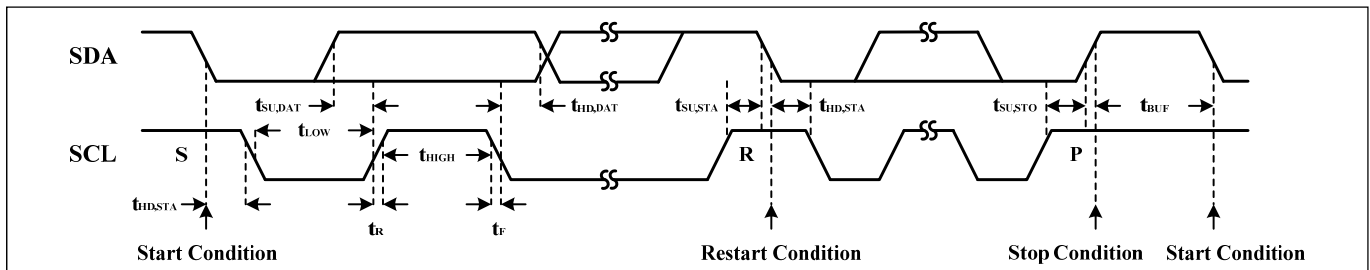 SDA
tSU,DAT tHD,DAT tSU,STA tHD,STA tSU,STO tBUF
tLOW
SCL S tHIGH R P
tHD,STA
tR tF
Start Condition Restart Condition Stop Condition Start Condition